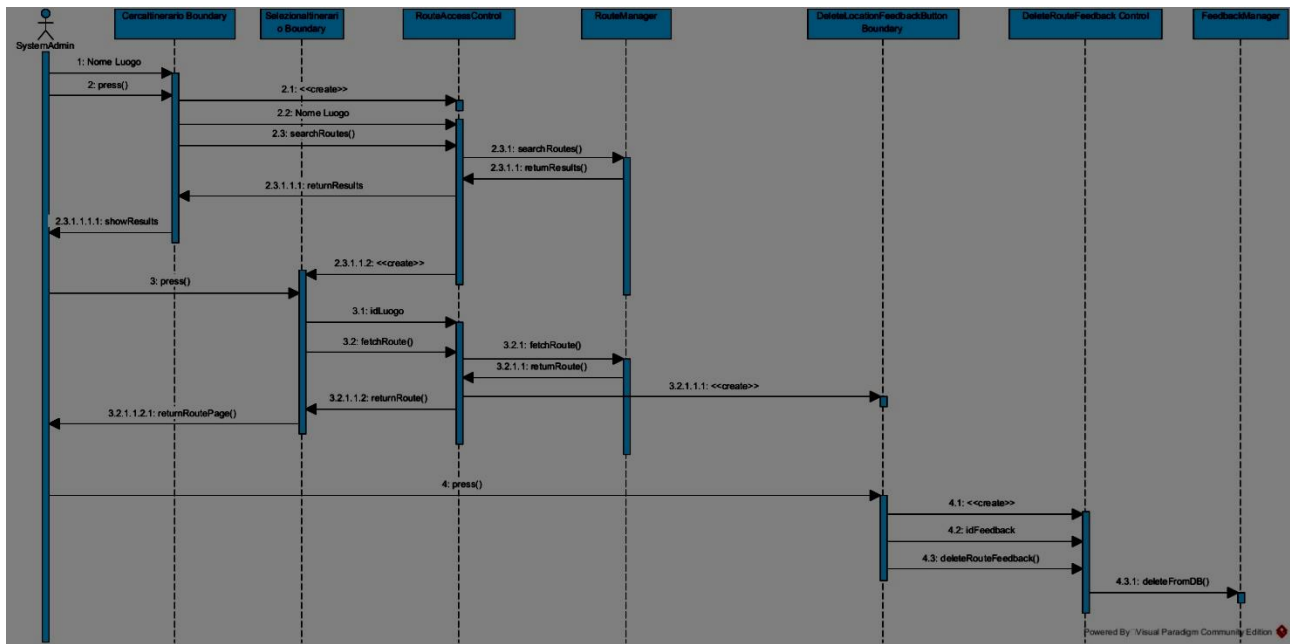 SystemAdmin
CercaItinerario Boundary
SelezionaItinerari
o Boundary
RouteAccessControl
RouteManager
DeleteLocationFeedbackButton
Boundary
DeleteRouteFeedback Control
FeedbackManager
1: Nome Luogo
2: press()
2.1: <<create>>
2.2: Nome Luogo
2.3: searchRoutes()
2.3.1: searchRoutes()
2.3.1.1: returnResults()
2.3.1.1.1: returnResults
2.3.1.1.1.1: showResults
2.3.1.1.2: <<create>>
3: press()
3.1: idLuogo
3.2: fetchRoute()
3.2.1: fetchRoute()
3.2.1.1: returnRoute()
3.2.1.1.1: <<create>>
3.2.1.1.2: returnRoute()
3.2.1.1.2.1: returnRoutePage()
4: press()
4.1: <<create>>
4.2: idFeedback
4.3: deleteRouteFeedback()
4.3.1: deleteFromDB()
Powered By Visual Paradigm Community Edition